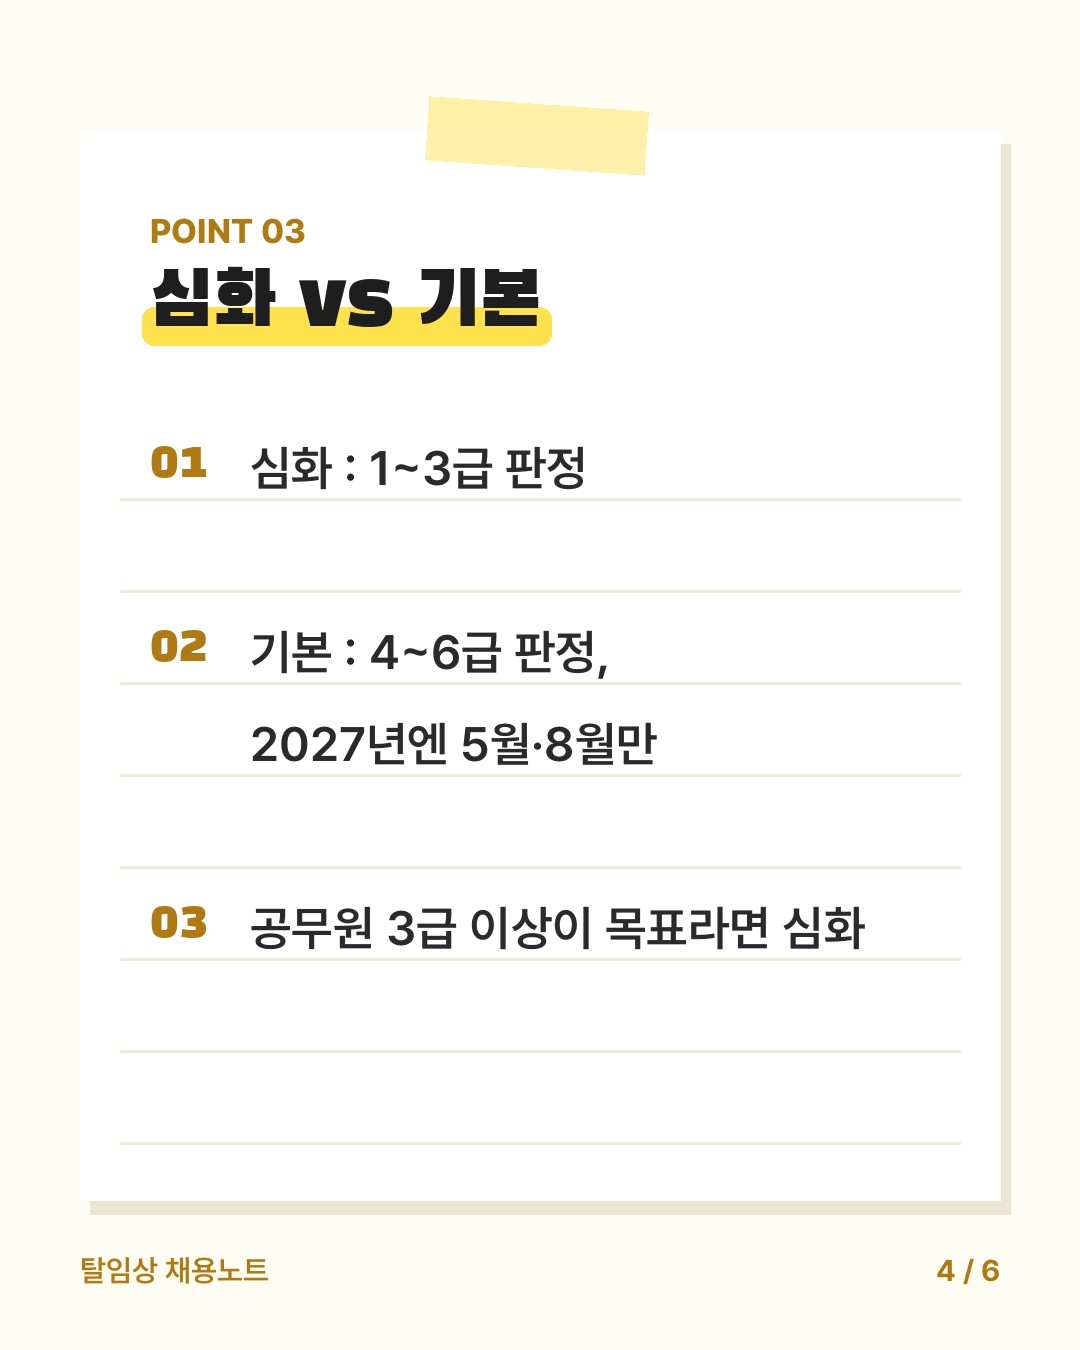 POINT 03
심화 vs 기본
01 심화 : 1~3급 판정
02 기본 : 4~6급 판정,
2027년엔 5월·8월만
03 공무원 3급 이상이 목표라면 심화
탈임상 채용노트
4 / 6